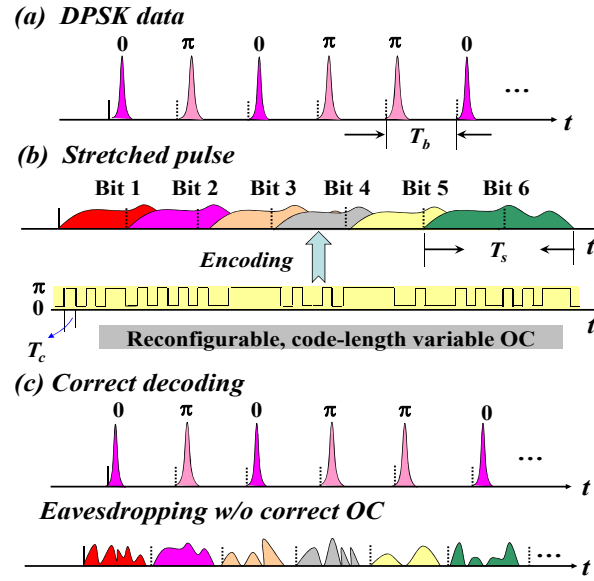 (a) DPSK data
0 π 0 π π 0
...
T_b
t
(b) Stretched pulse
Bit 1 Bit 2 Bit 3 Bit 4 Bit 5 Bit 6
t
Encoding
T_s
π
0
t
T_c
Reconfigurable, code-length variable OC
(c) Correct decoding
0 π 0 π π 0
...
t
Eavesdropping w/o correct OC
...
t